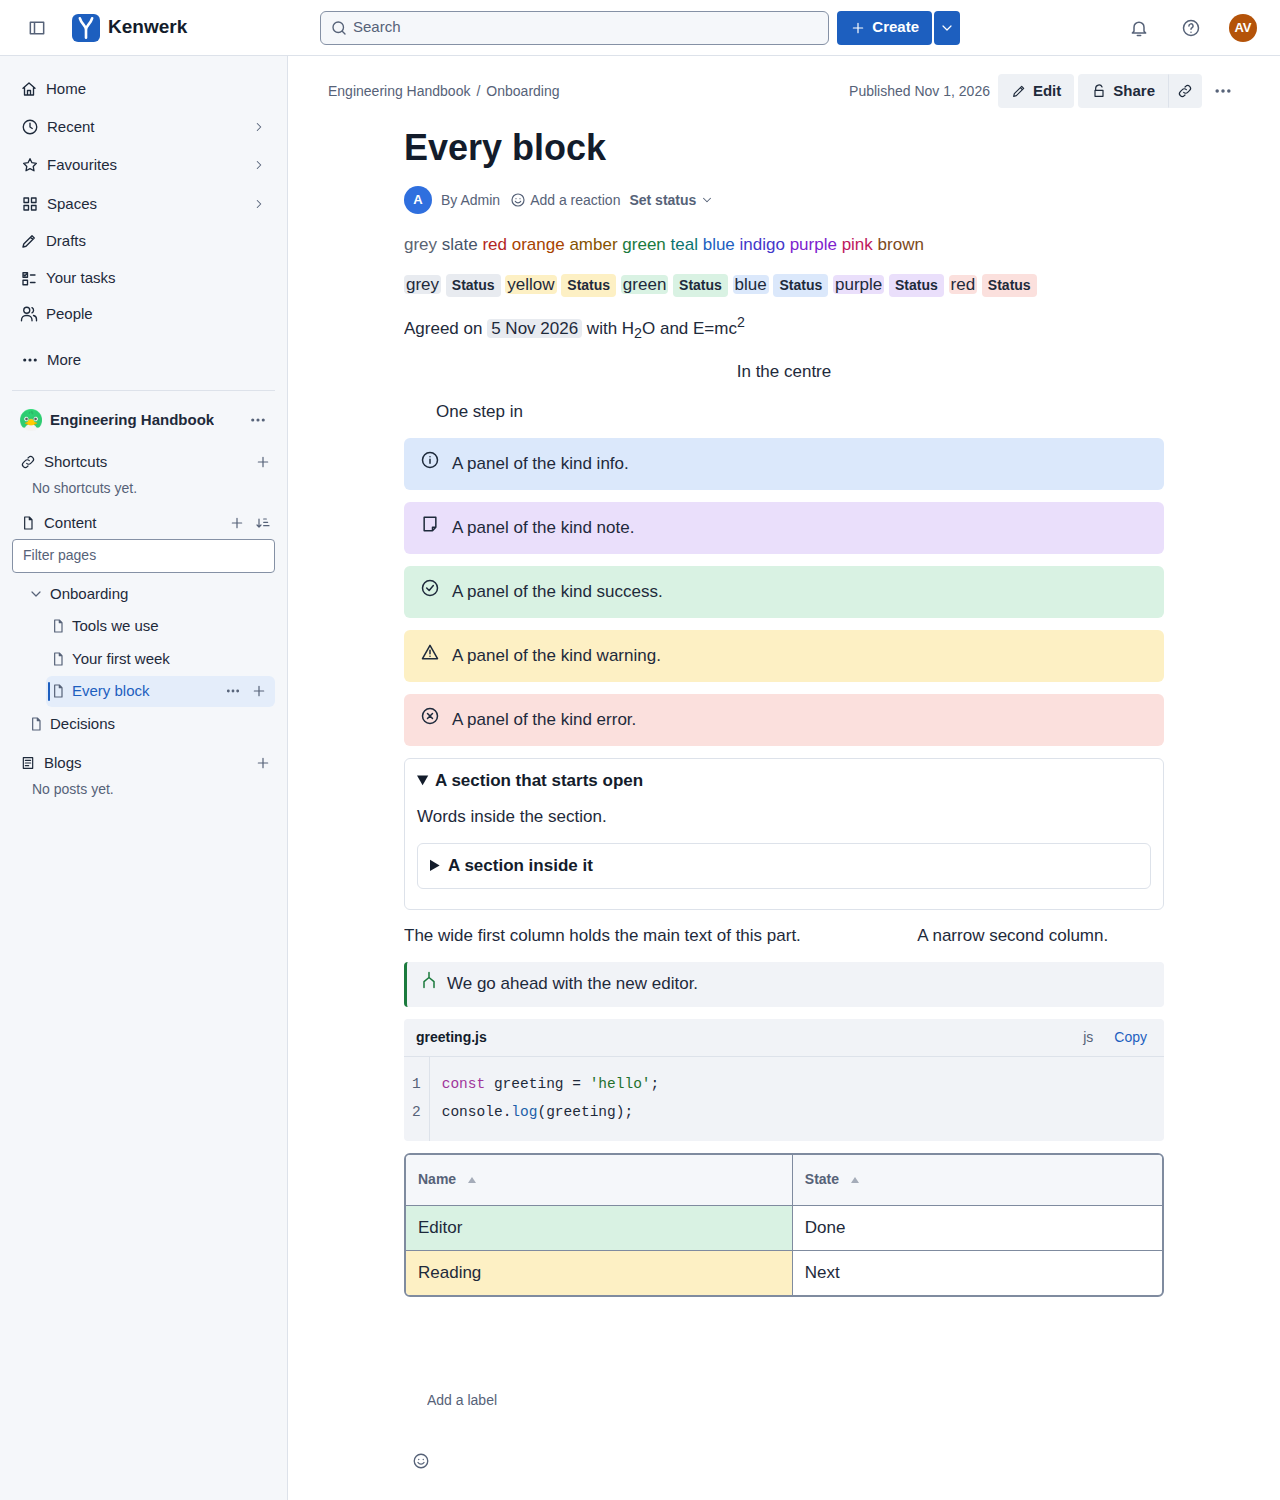 Kenwerk
Search
Create
AV
Home
Recent
Favourites
Spaces
Drafts
Your tasks
People
More
Engineering Handbook
Shortcuts
No shortcuts yet.
Content
Filter pages
Onboarding
Tools we use
Your first week
Every block
Decisions
Blogs
No posts yet.
Engineering Handbook / Onboarding
Published Nov 1, 2026
Edit
Share
Every block
A By Admin Add a reaction Set status
grey slate red orange amber green teal blue indigo purple pink brown
grey Status yellow Status green Status blue Status purple Status red Status
Agreed on 5 Nov 2026 with H2O and E=mc2
In the centre
One step in
A panel of the kind info.
A panel of the kind note.
A panel of the kind success.
A panel of the kind warning.
A panel of the kind error.
A section that starts open
Words inside the section.
A section inside it
The wide first column holds the main text of this part.
A narrow second column.
We go ahead with the new editor.
greeting.js
js Copy
1 const greeting = 'hello';
2 console.log(greeting);
Name State
Editor Done
Reading Next
Add a label